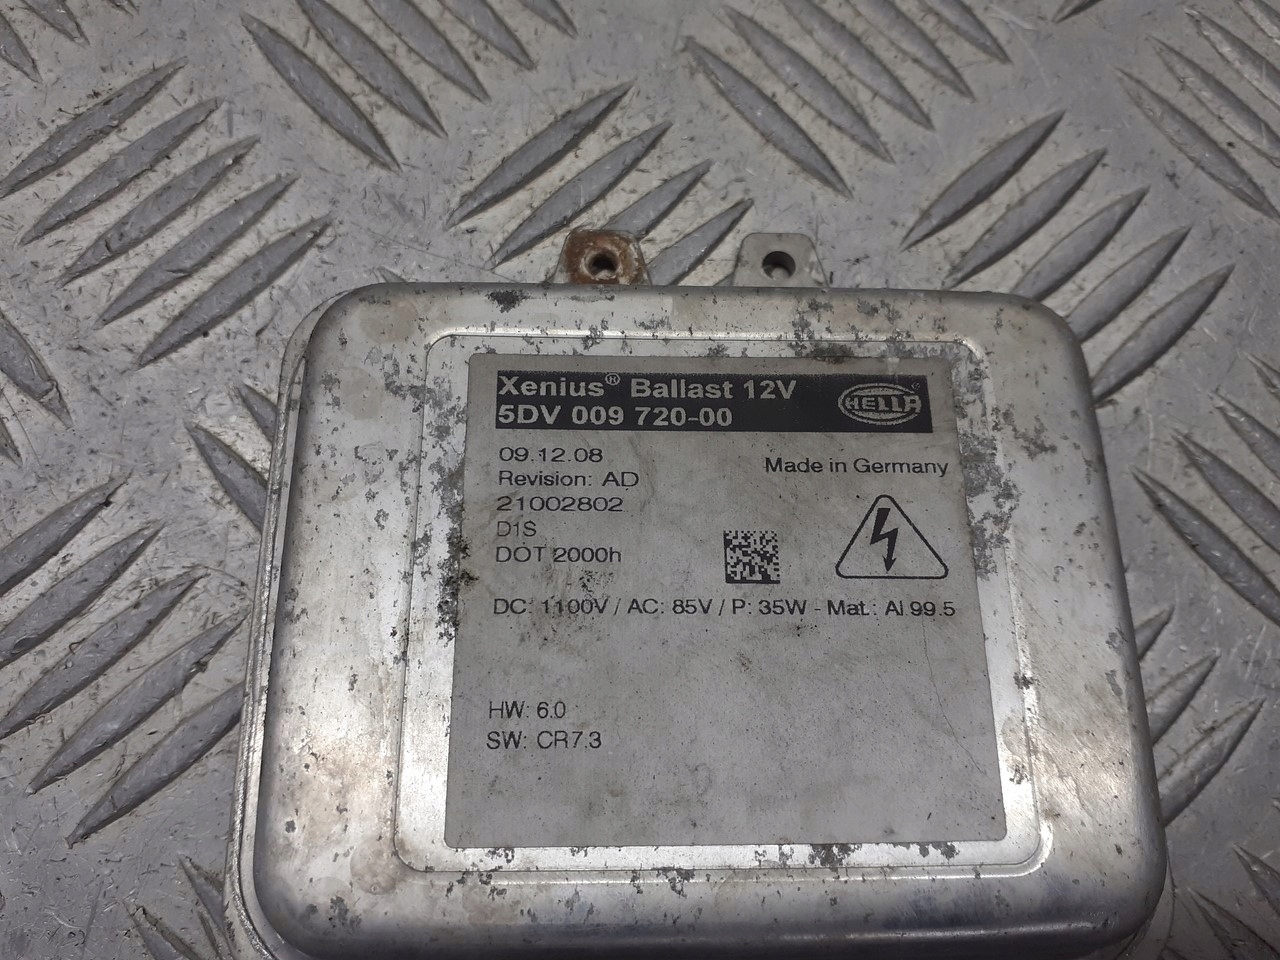 Xenius® Ballast 12V
5DV 009 720-00
HELLA
09.12.08
Made in Germany
Revision: AD
21002802
D1S
DOT 2000h
DC: 1100V / AC: 85V / P: 35W - Mat.: Al 99.5
HW: 6.0
SW: CR7.3